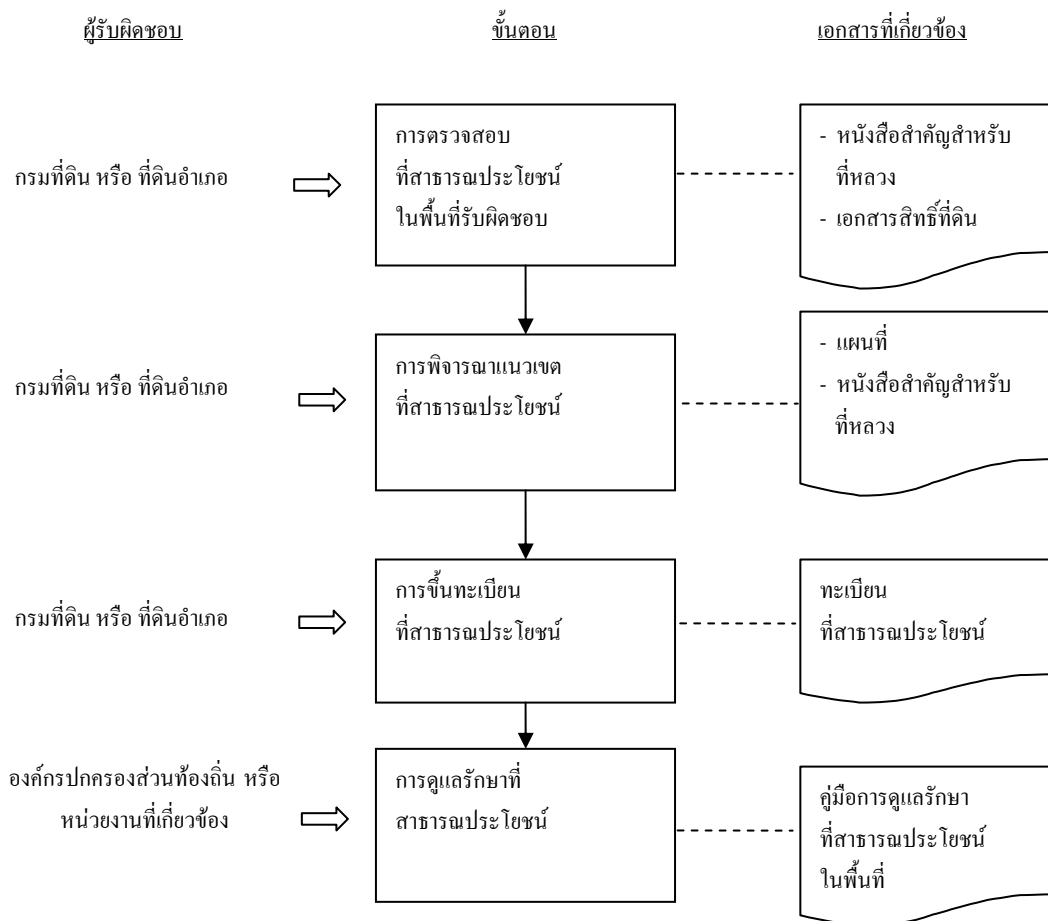 ผู้รับผิดชอบ
ขั้นตอน
เอกสารที่เกี่ยวข้อง
กรมที่ดิน หรือ ที่ดินอำเภอ
การตรวจสอบ
ที่สาธารณประโยชน์
ในพื้นที่รับผิดชอบ
- หนังสือสำคัญสำหรับ
ที่หลวง
- เอกสารสิทธิ์ที่ดิน
กรมที่ดิน หรือ ที่ดินอำเภอ
การพิจารณาแนวเขต
ที่สาธารณประโยชน์
- แผนที่
- หนังสือสำคัญสำหรับ
ที่หลวง
กรมที่ดิน หรือ ที่ดินอำเภอ
การขึ้นทะเบียน
ที่สาธารณประโยชน์
ทะเบียน
ที่สาธารณประโยชน์
องค์กรปกครองส่วนท้องถิ่น หรือ
หน่วยงานที่เกี่ยวข้อง
การดูแลรักษาที่
สาธารณประโยชน์
คู่มือการดูแลรักษา
ที่สาธารณประโยชน์
ในพื้นที่